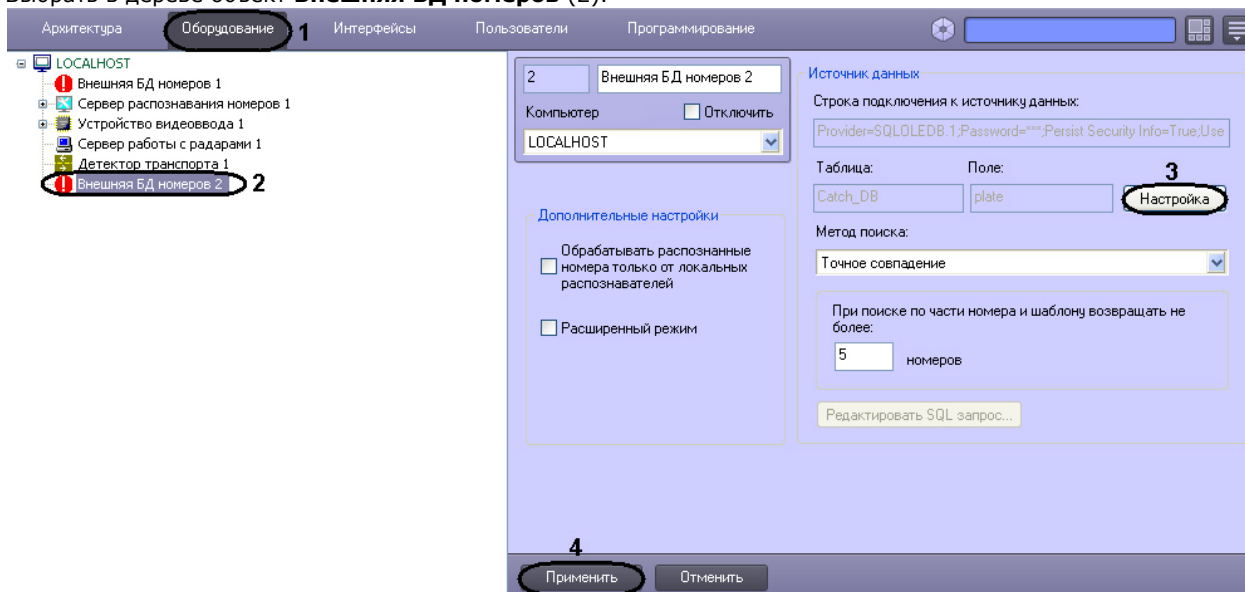 Выбрать в дереве объект Внешняя БД номеров (2).
Архитектура Оборудование 1 Интерфейсы Пользователи Программирование
LOCALHOST
Внешняя БД номеров 1
Сервер распознавания номеров 1
Устройство видеоввода 1
Сервер работы с радарами 1
Детектор транспорта 1
Внешняя БД номеров 2 2
2 Внешняя БД номеров 2
Компьютер Отключить
LOCALHOST
Дополнительные настройки
Обрабатывать распознанные
номера только от локальных
распознавателей
Расширенный режим
Источник данных
Строка подключения к источнику данных:
Provider=SQLOLEDB.1;Password=***;Persist Security Info=True;Use
Таблица: Поле: 3
Catch_DB plate Настройка
Метод поиска:
Точное совпадение
При поиске по части номера и шаблону возвращать не
более:
5 номеров
Редактировать SQL запрос...
4
Применить Отменить